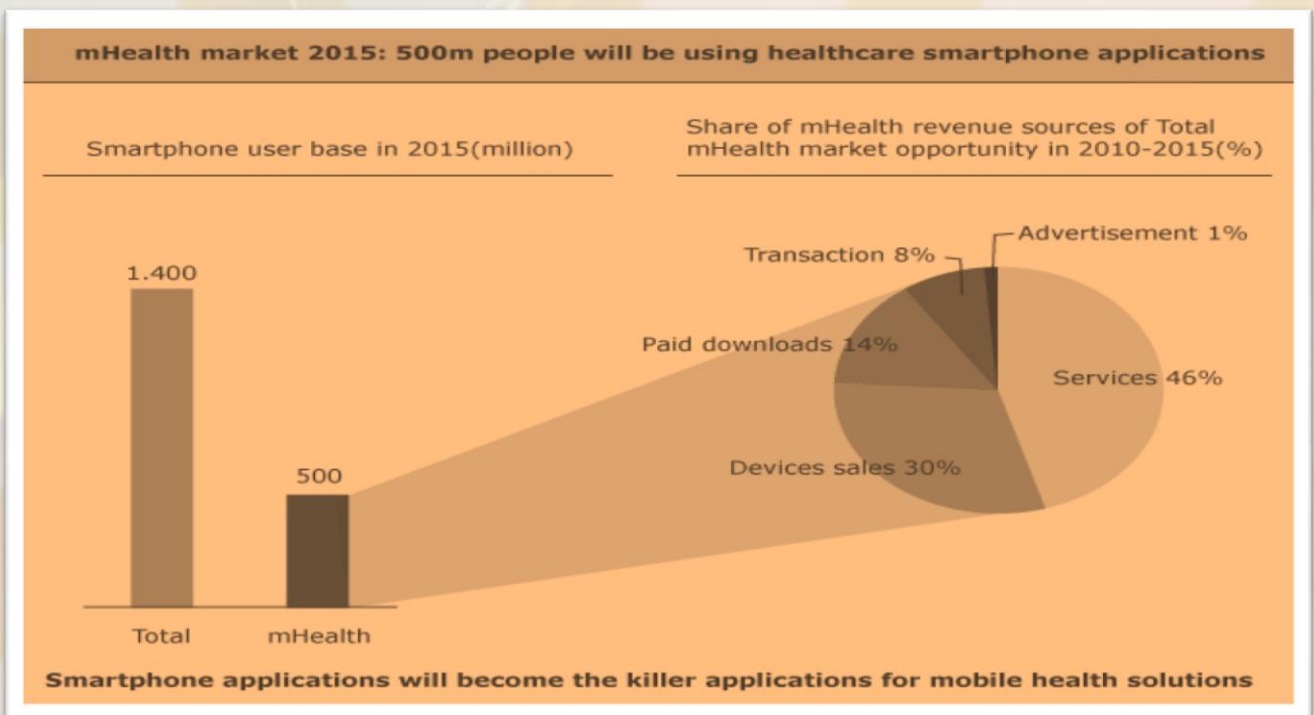 mHealth market 2015: 500m people will be using healthcare smartphone applications
Smartphone user base in 2015(million)
Share of mHealth revenue sources of Total
mHealth market opportunity in 2010-2015(%)
1.400
500
Total
mHealth
Advertisement 1%
Transaction 8%
Paid downloads 14%
Services 46%
Devices sales 30%
Smartphone applications will become the killer applications for mobile health solutions